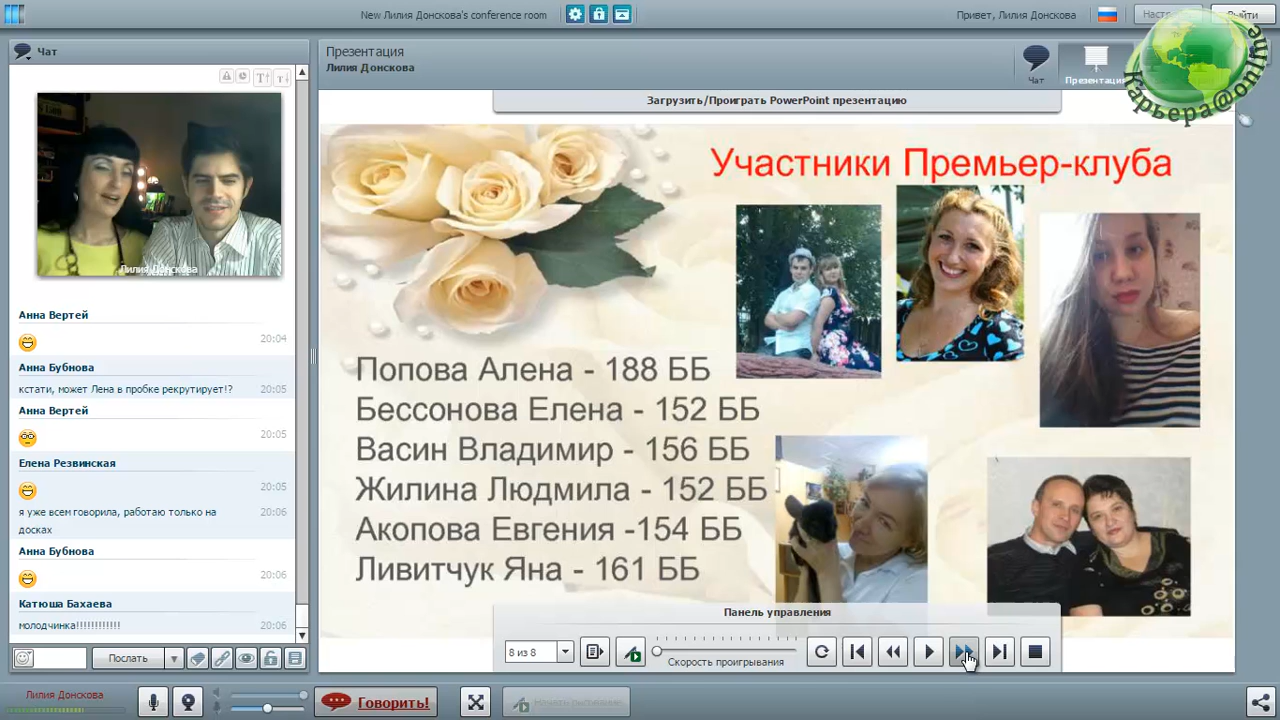 New Лилия Донскова's conference room
Привет, Лилия Донскова
Выйти
Карьера@online
Чат
Лилия Донскова
Анна Вертей
20:04
Анна Бубнова
кстати, может Лена в пробке рекрутирует!? 20:05
Анна Вертей
20:05
Елена Резвинская
20:05
я уже всем говорила, работаю только на 20:06
досках
Анна Бубнова
20:06
Катюша Бахаева
молодчинка!!!!!!!!!!!! 20:06
Послать
Презентация
Лилия Донскова
Чат
Презентация
Загрузить/Проиграть PowerPoint презентацию
Участники Премьер-клуба
Попова Алена - 188 ББ
Бессонова Елена - 152 ББ
Васин Владимир - 156 ББ
Жилина Людмила - 152 ББ
Акопова Евгения -154 ББ
Ливитчук Яна - 161 ББ
Панель управления
8 из 8
Скорость проигрывания
Лилия Донскова
Говорить!